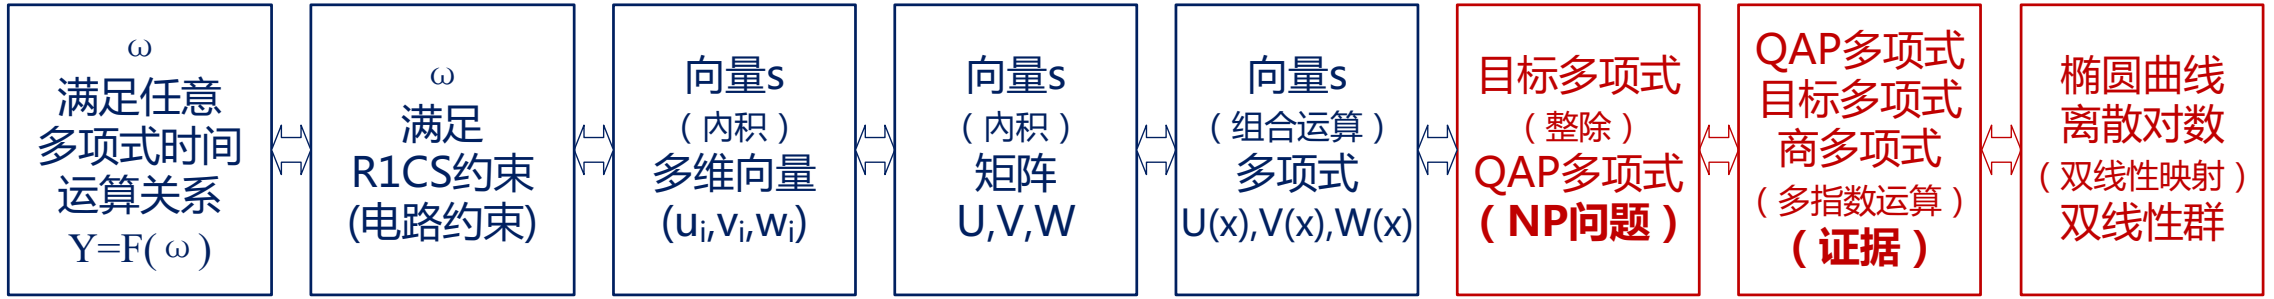 ω
满足任意
多项式时间
运算关系
Y=F(ω)
ω
满足
R1CS约束
(电路约束)
向量s
（内积）
多维向量
(uᵢ,vᵢ,wᵢ)
向量s
（内积）
矩阵
U,V,W
向量s
（组合运算）
多项式
U(x),V(x),W(x)
目标多项式
（整除）
QAP多项式
（NP问题）
QAP多项式
目标多项式
商多项式
（多指数运算）
（证据）
椭圆曲线
离散对数
（双线性映射）
双线性群